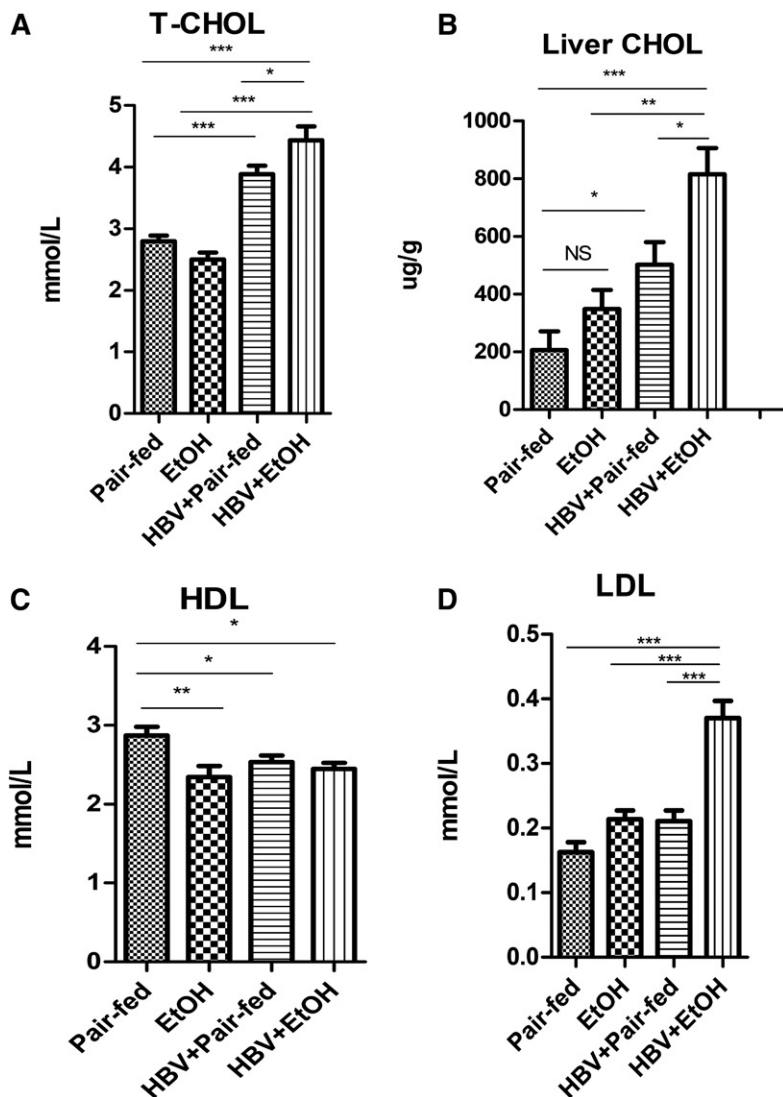 A
T-CHOL
***
*
***
***
5
4
3
2
1
0
mmol/L
Pair-fed
EtOH
HBV+Pair-fed
HBV+EtOH
B
Liver CHOL
***
**
*
*
NS
1000
800
600
400
200
0
ug/g
Pair-fed
EtOH
HBV+Pair-fed
HBV+EtOH
C
HDL
*
*
**
4
3
2
1
0
mmol/L
Pair-fed
EtOH
HBV+Pair-fed
HBV+EtOH
D
LDL
***
***
***
0.5
0.4
0.3
0.2
0.1
0.0
mmol/L
Pair-fed
EtOH
HBV+Pair-fed
HBV+EtOH